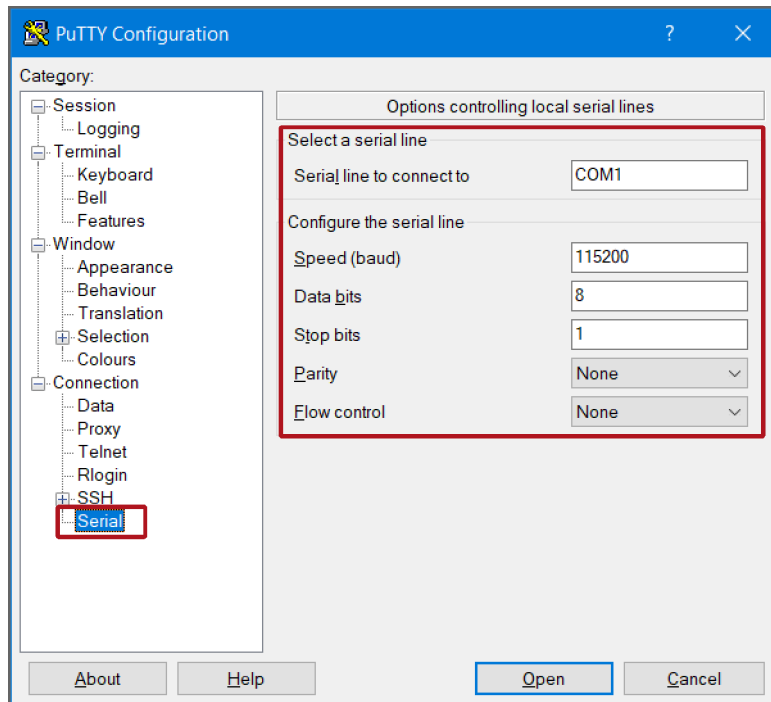 PuTTY Configuration
?
Category:
Session
Logging
Terminal
Keyboard
Bell
Features
Window
Appearance
Behaviour
Translation
Selection
Colours
Connection
Data
Proxy
Telnet
Rlogin
SSH
Serial
Options controlling local serial lines
Select a serial line
Serial line to connect to COM1
Configure the serial line
Speed (baud) 115200
Data bits 8
Stop bits 1
Parity None
Flow control None
About Help Open Cancel